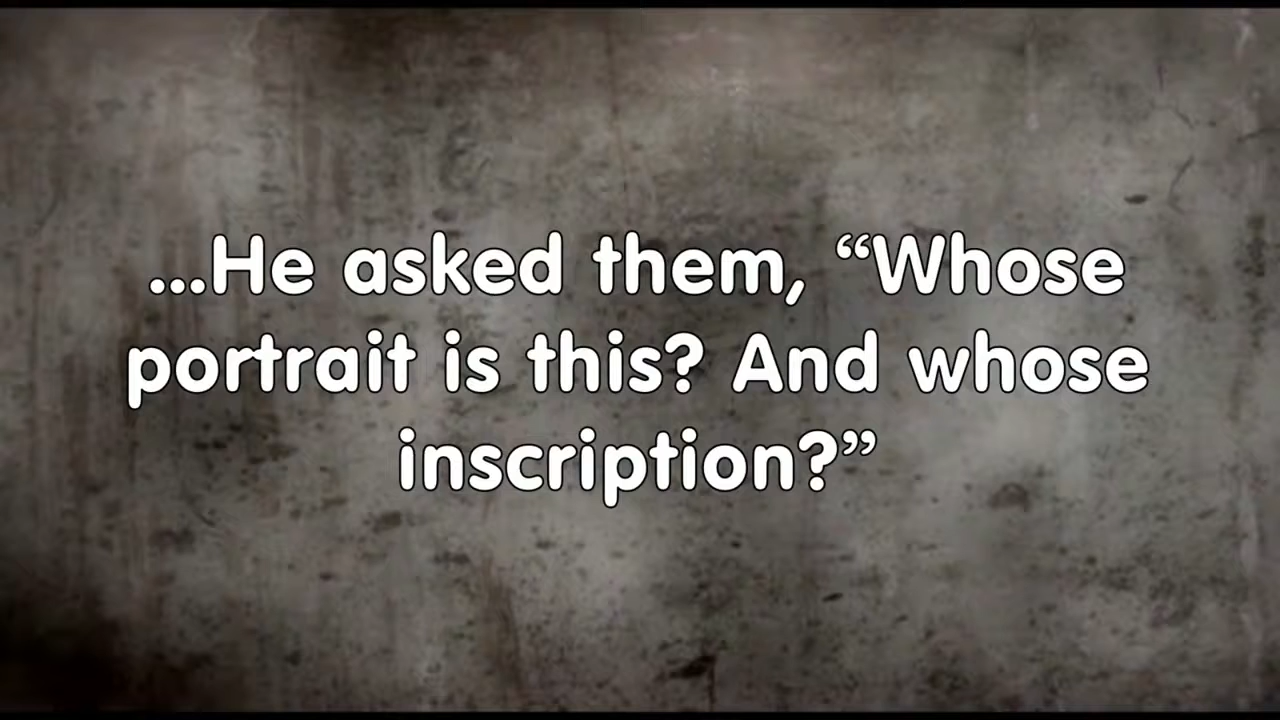 ...He asked them, “Whose
portrait is this? And whose
inscription?”